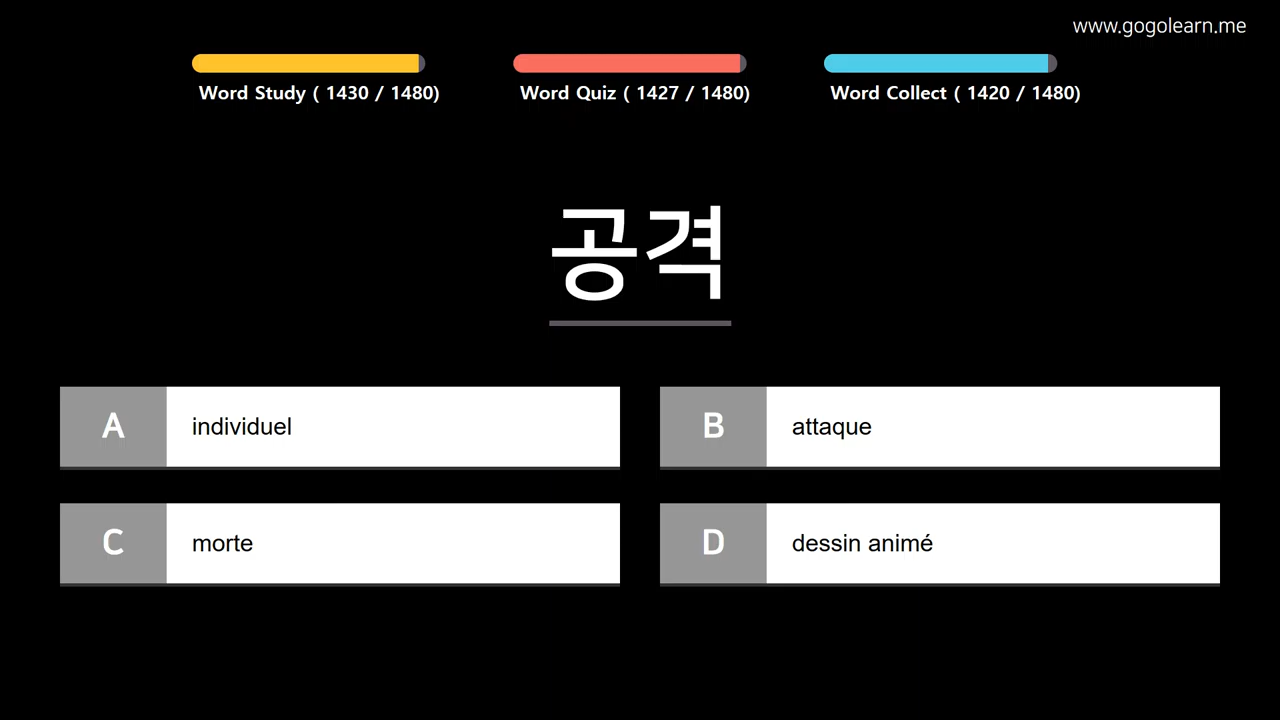 www.gogolearn.me
Word Study ( 1430 / 1480)
Word Quiz ( 1427 / 1480)
Word Collect ( 1420 / 1480)
공격
A individuel
B attaque
C morte
D dessin animé